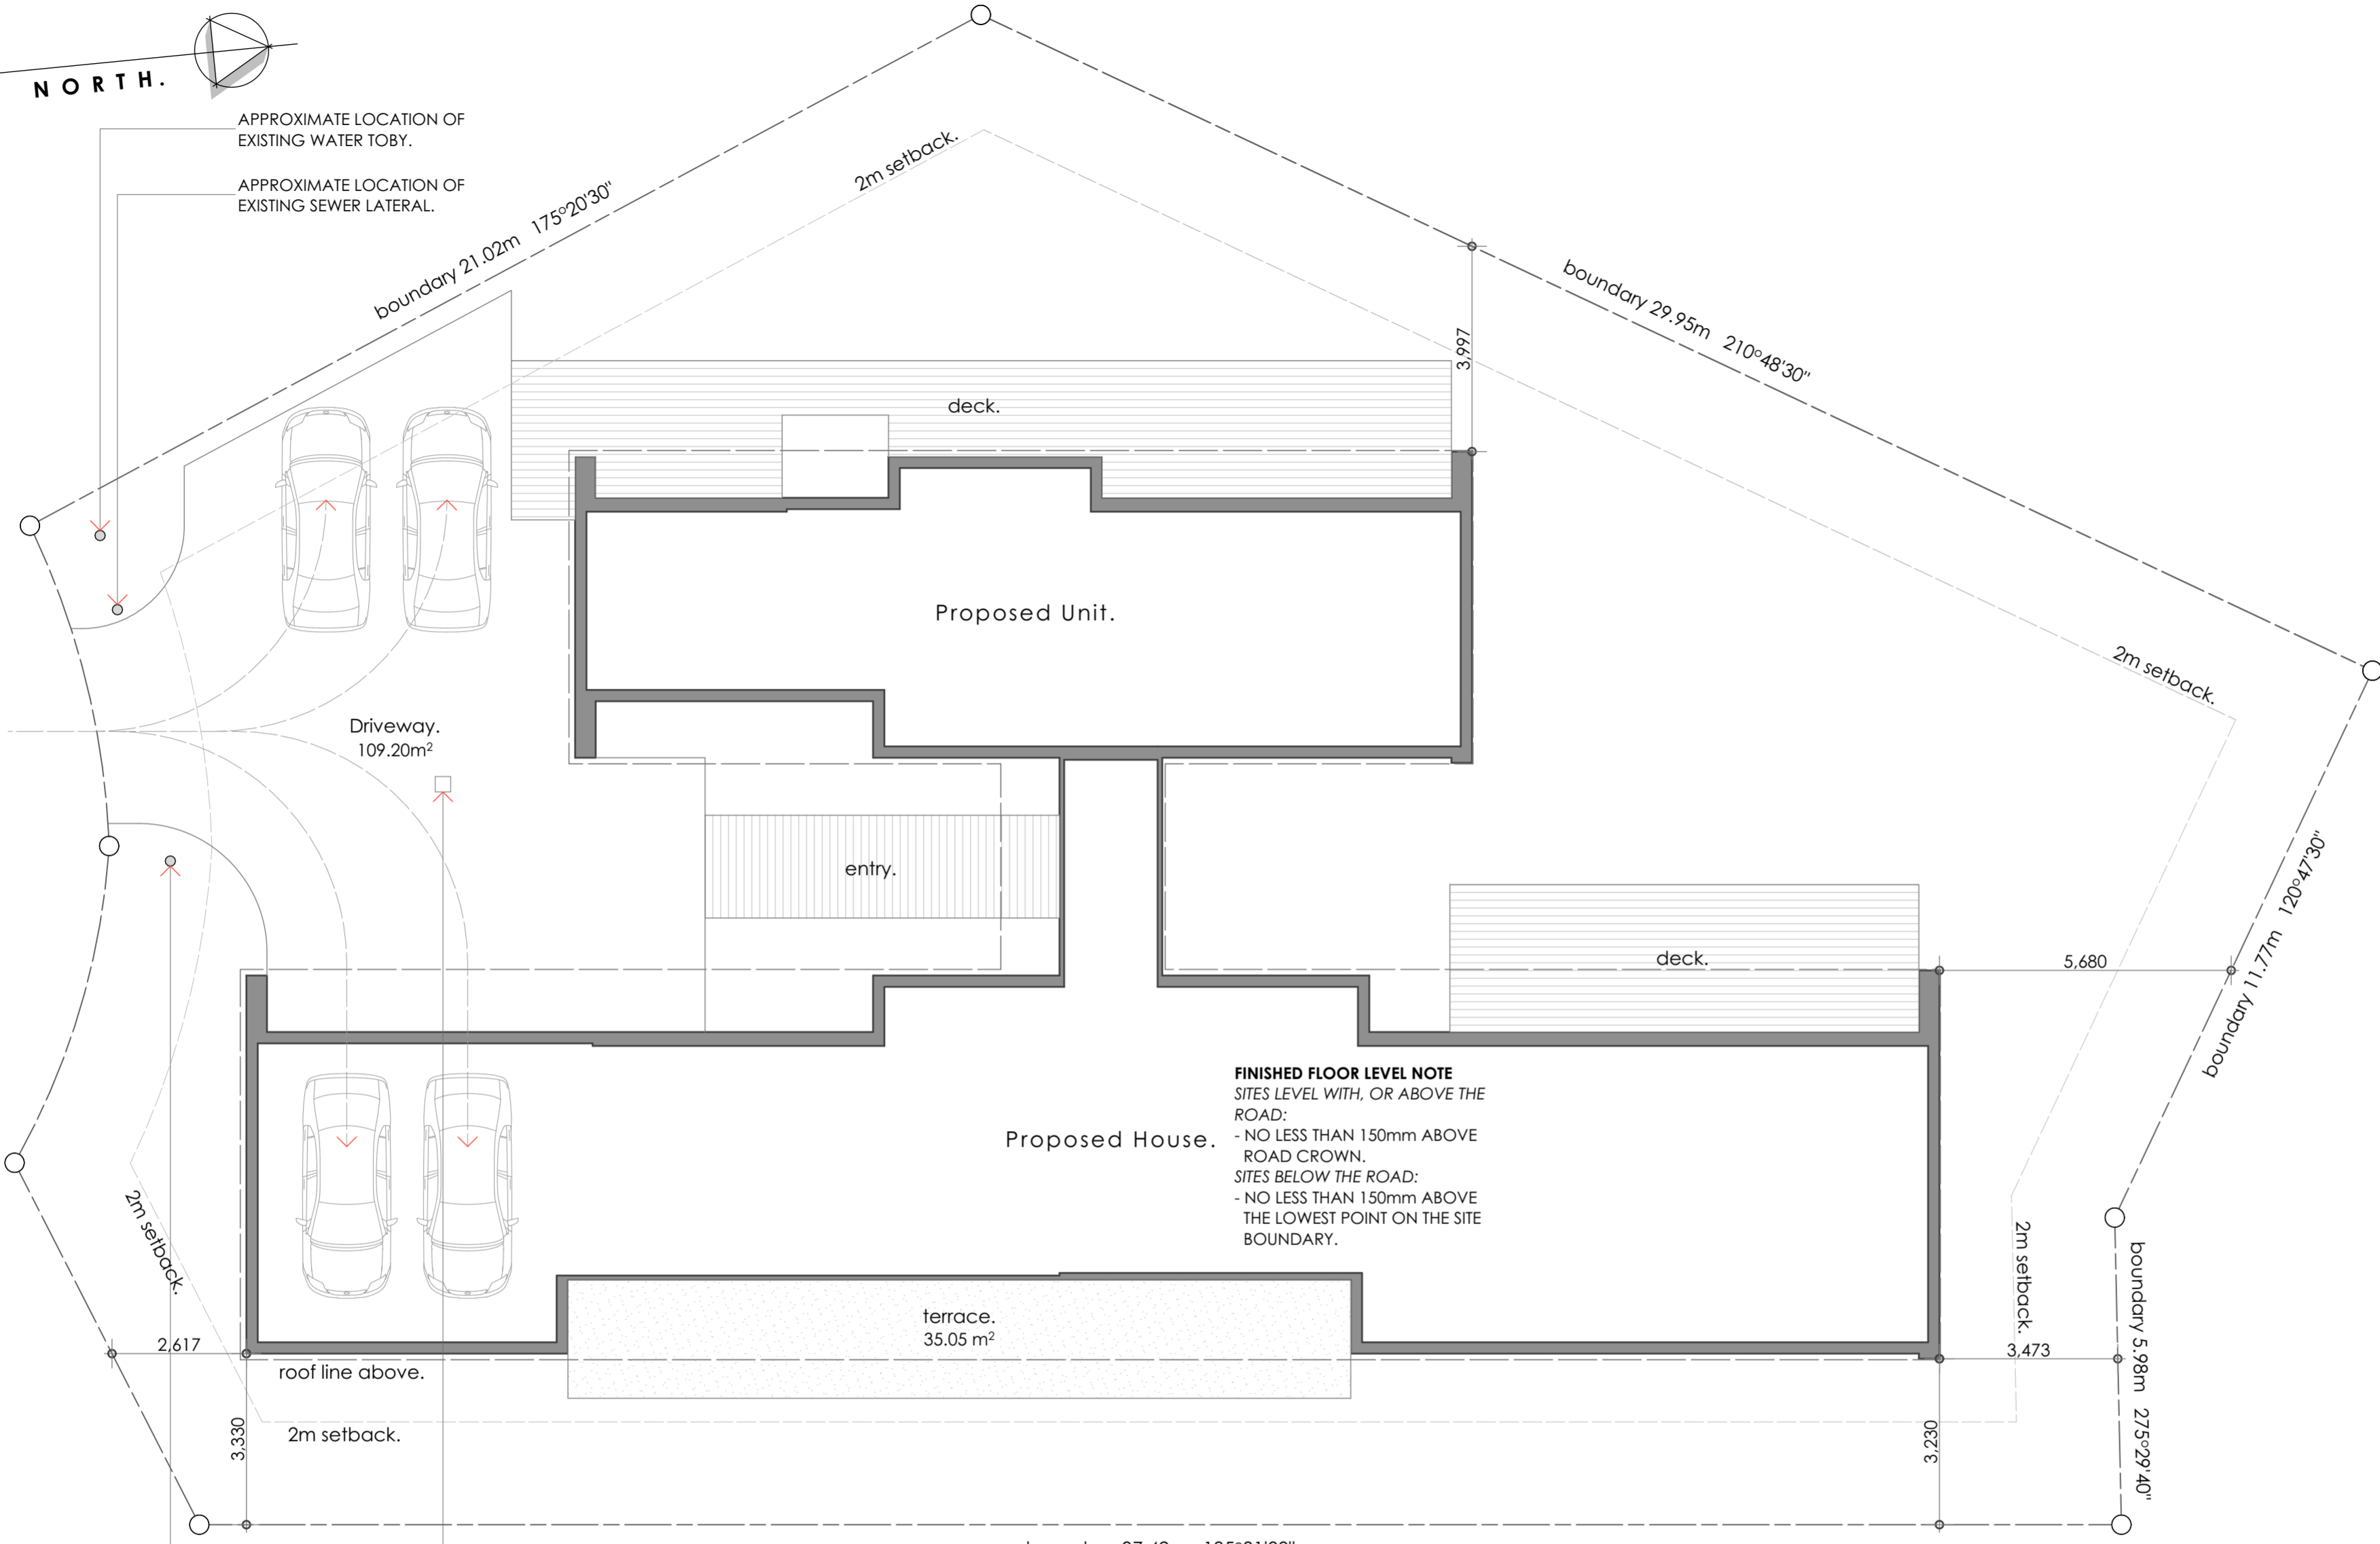 NORTH.
APPROXIMATE LOCATION OF
EXISTING WATER TOBY.
APPROXIMATE LOCATION OF
EXISTING SEWER LATERAL.
boundary 21.02m 175°20'30"
2m setback.
boundary 29.95m 210°48'30"
3,997
deck.
Proposed Unit.
2m setback.
Driveway.
109.20m²
entry.
boundary 11.77m 120°47'30"
deck.
5,680
FINISHED FLOOR LEVEL NOTE
SITES LEVEL WITH, OR ABOVE THE
ROAD:
- NO LESS THAN 150mm ABOVE
ROAD CROWN.
SITES BELOW THE ROAD:
- NO LESS THAN 150mm ABOVE
THE LOWEST POINT ON THE SITE
BOUNDARY.
Proposed House.
2m setback.
2m setback.
boundary 5.98m 275°29'40"
terrace.
35.05 m²
2,617
3,473
roof line above.
3,330
2m setback.
3,230